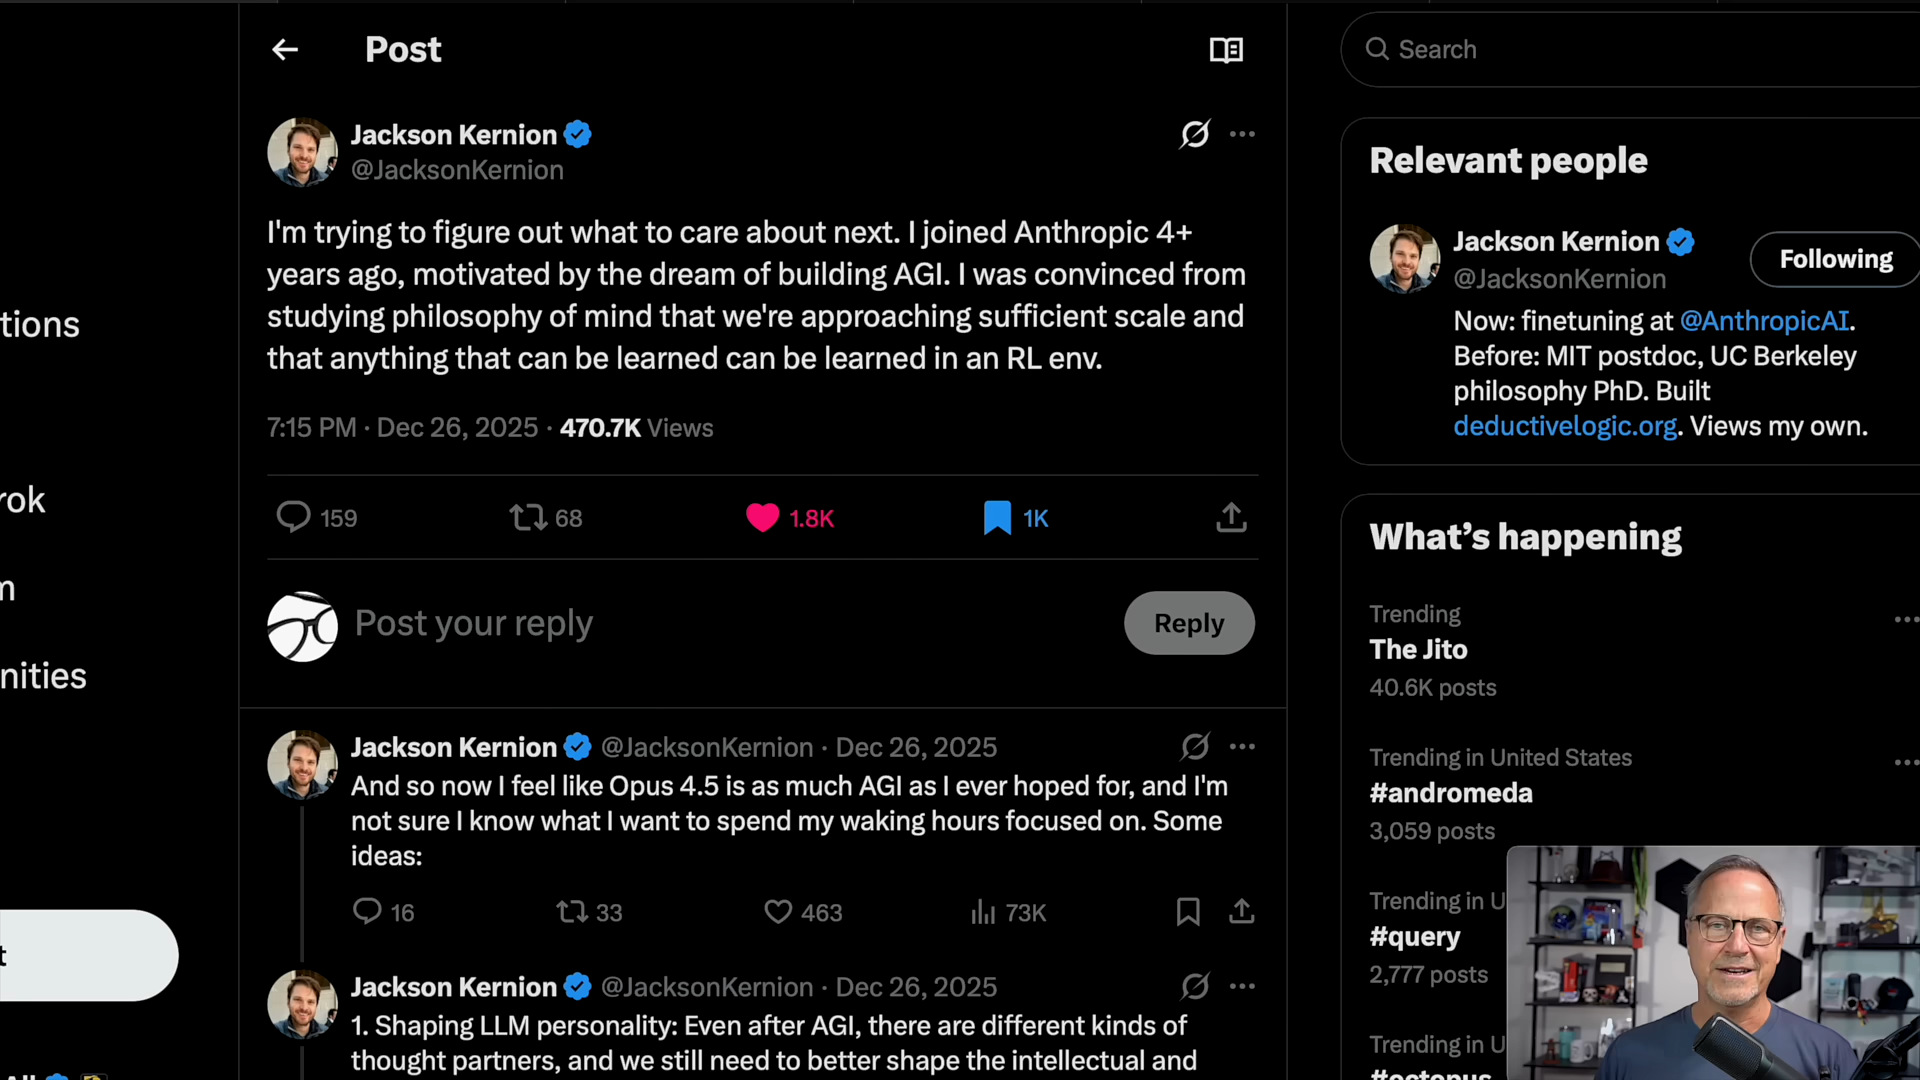 Post
Search
Jackson Kernion
@JacksonKernion
I'm trying to figure out what to care about next. I joined Anthropic 4+
years ago, motivated by the dream of building AGI. I was convinced from
studying philosophy of mind that we're approaching sufficient scale and
that anything that can be learned can be learned in an RL env.
7:15 PM · Dec 26, 2025 · 470.7K Views
159
68
1.8K
1K
Post your reply
Reply
Jackson Kernion @JacksonKernion · Dec 26, 2025
And so now I feel like Opus 4.5 is as much AGI as I ever hoped for, and I'm
not sure I know what I want to spend my waking hours focused on. Some
ideas:
16
33
463
73K
Jackson Kernion @JacksonKernion · Dec 26, 2025
1. Shaping LLM personality: Even after AGI, there are different kinds of
thought partners, and we still need to better shape the intellectual and
tions
rok
m
nities
t
Relevant people
Jackson Kernion
@JacksonKernion
Following
Now: finetuning at @AnthropicAI.
Before: MIT postdoc, UC Berkeley
philosophy PhD. Built
deductivelogic.org. Views my own.
What's happening
Trending
The Jito
40.6K posts
Trending in United States
#andromeda
3,059 posts
Trending in U
#query
2,777 posts
Trending in U
#octopus